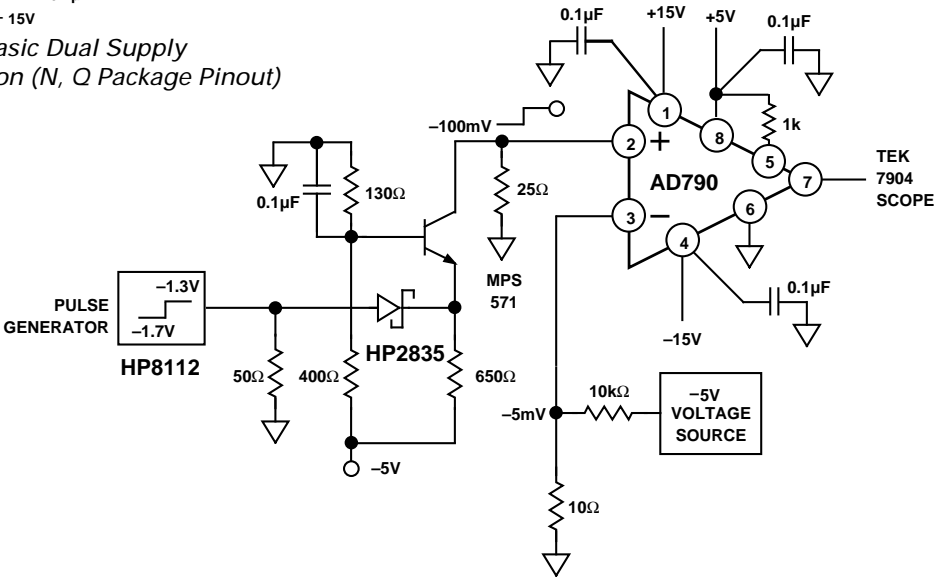 15V
asic Dual Supply
on (N, Q Package Pinout)
0.1µF
+15V
+5V
0.1µF
–100mV
1
8
1k
2
+
5
TEK
7904
SCOPE
7
AD790
0.1µF
130Ω
25Ω
3
–
6
4
MPS
571
0.1µF
PULSE
GENERATOR
–1.3V
–1.7V
HP8112
HP2835
–15V
50Ω
400Ω
650Ω
10kΩ
–5V
VOLTAGE
SOURCE
–5mV
–5V
10Ω